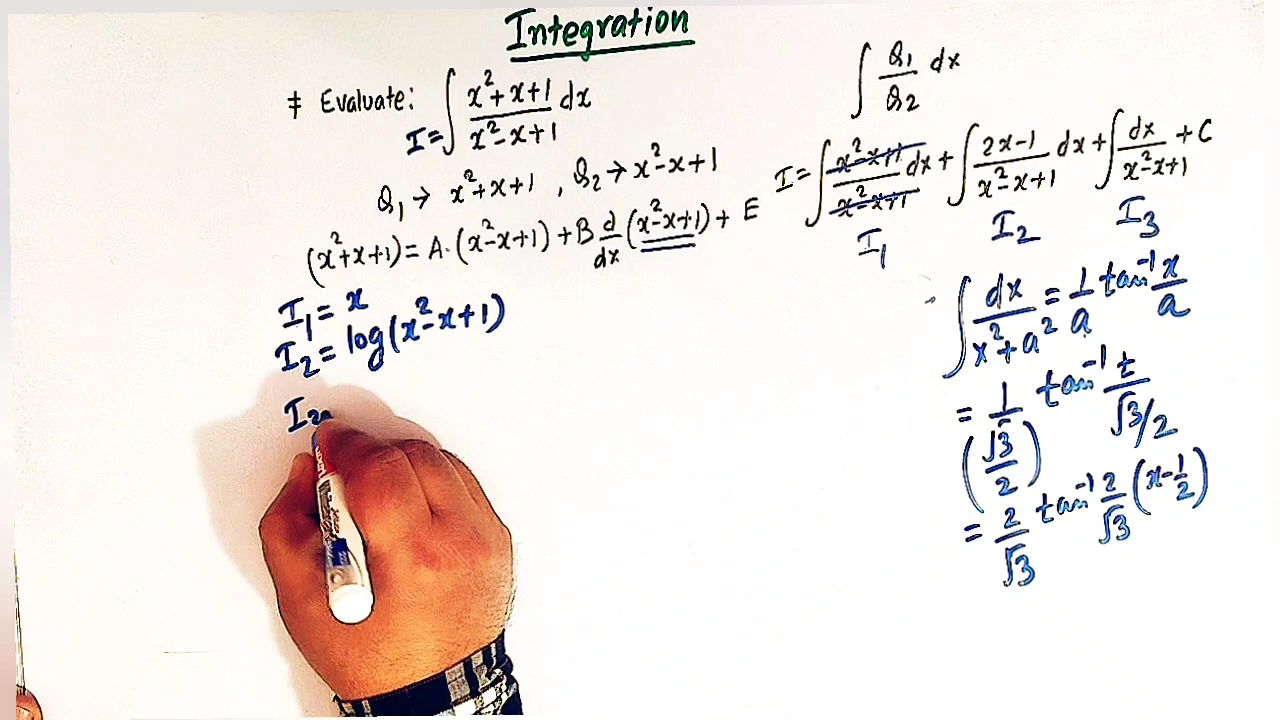 Integration
# Evaluate: I = ∫ (x²+x+1)/(x²-x+1) dx
Q₁ → x²+x+1 , Q₂ → x²-x+1
(x²+x+1) = A.(x²-x+1) + B d/dx (x²-x+1) + E
I₁ = x
I₂ = log(x²-x+1)
I₃
∫ Q₁/Q₂ dx
I = ∫ (x²-x+1)/(x²-x+1) dx + ∫ (2x-1)/(x²-x+1) dx + ∫ dx/(x²-x+1) + C
I₁ I₂ I₃
∫ dx/(x²+a²) = 1/a tan⁻¹ x/a
= 1/(√3/2) tan⁻¹ t/(√3/2)
= 2/√3 tan⁻¹ 2/√3 (x-1/2)